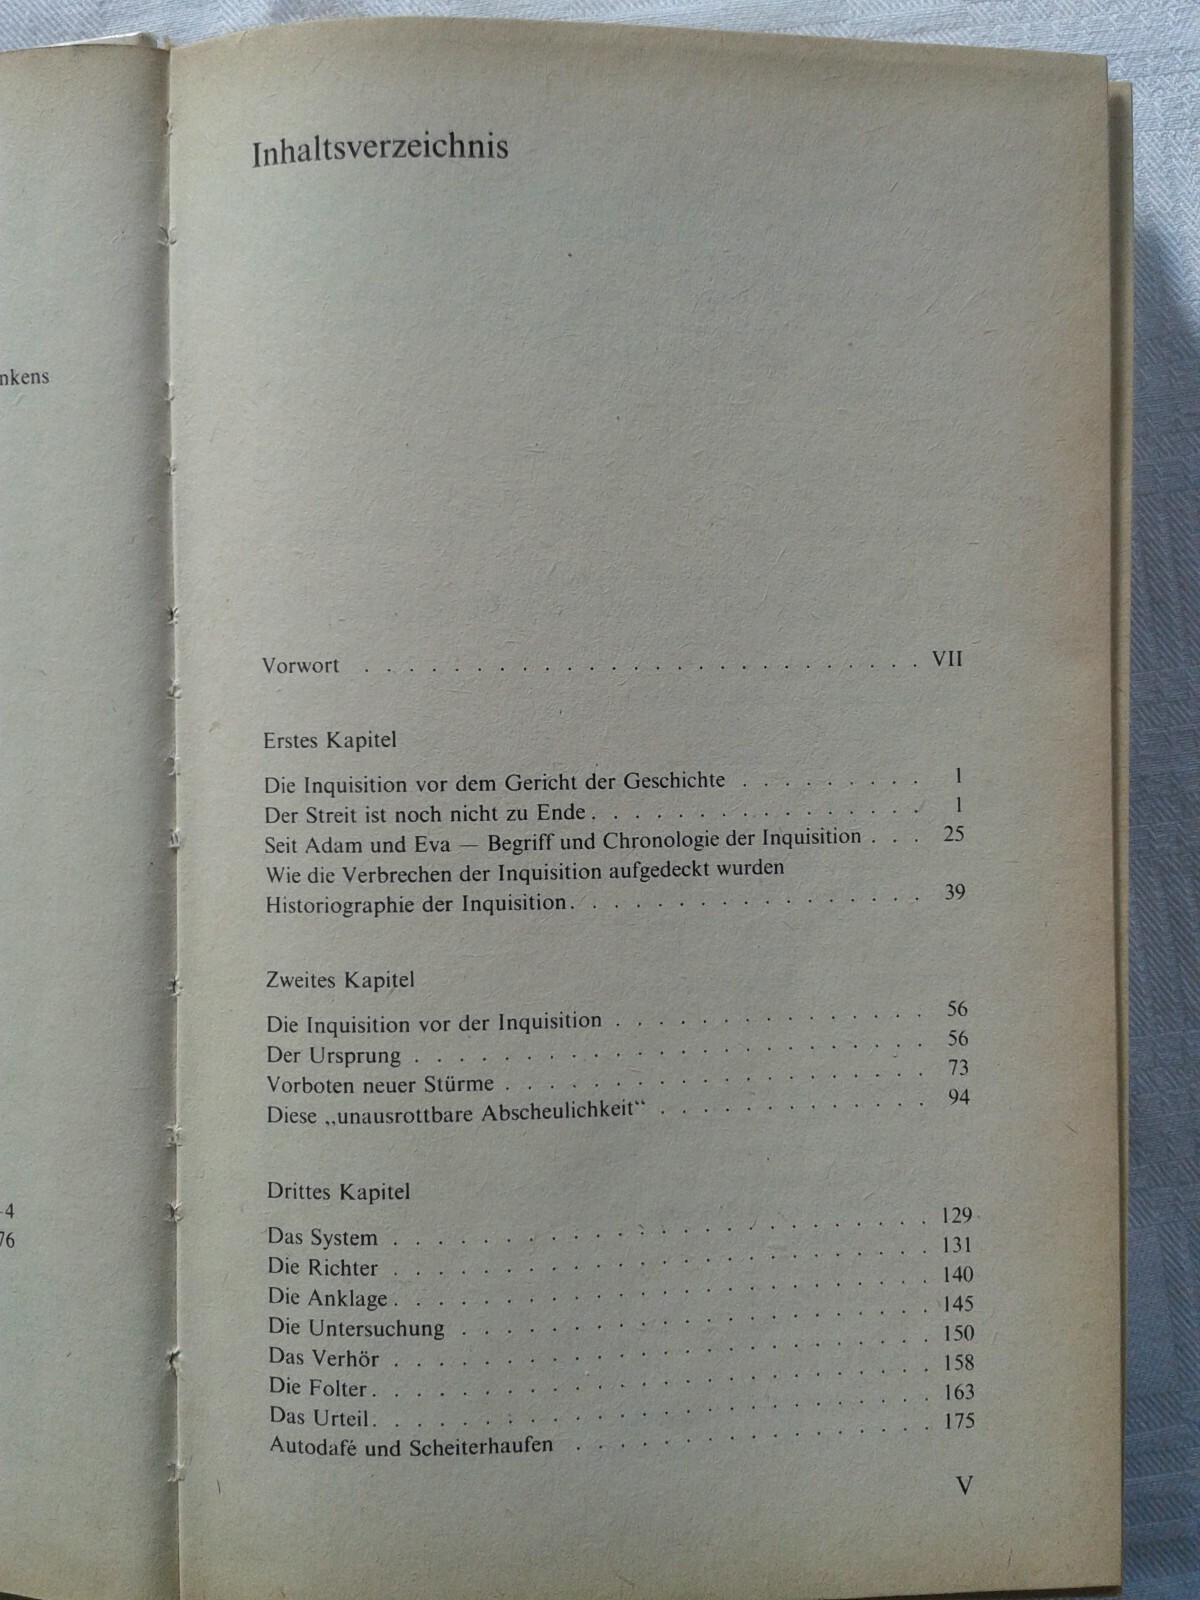 nkens
-4
76
Inhaltsverzeichnis
Vorwort . . . . . . . . . . . . . . . . . . . . . . . . . VII
Erstes Kapitel
Die Inquisition vor dem Gericht der Geschichte . . . . . . . . . 1
Der Streit ist noch nicht zu Ende . . . . . . . . . . . . . . . 1
Seit Adam und Eva — Begriff und Chronologie der Inquisition . . . 25
Wie die Verbrechen der Inquisition aufgedeckt wurden
Historiographie der Inquisition . . . . . . . . . . . . . . . 39
Zweites Kapitel
Die Inquisition vor der Inquisition . . . . . . . . . . . . . 56
Der Ursprung . . . . . . . . . . . . . . . . . . . . 56
Vorboten neuer Stürme . . . . . . . . . . . . . . . . . 73
Diese „unausrottbare Abscheulichkeit“ . . . . . . . . . . . 94
Drittes Kapitel
Das System . . . . . . . . . . . . . . . . . . . . . 129
Die Richter . . . . . . . . . . . . . . . . . . . . . 131
Die Anklage . . . . . . . . . . . . . . . . . . . . . 140
Die Untersuchung . . . . . . . . . . . . . . . . . . 145
Das Verhör . . . . . . . . . . . . . . . . . . . . . 150
Die Folter . . . . . . . . . . . . . . . . . . . . . 158
Das Urteil . . . . . . . . . . . . . . . . . . . . . 163
Autodafé und Scheiterhaufen . . . . . . . . . . . . . . 175
V